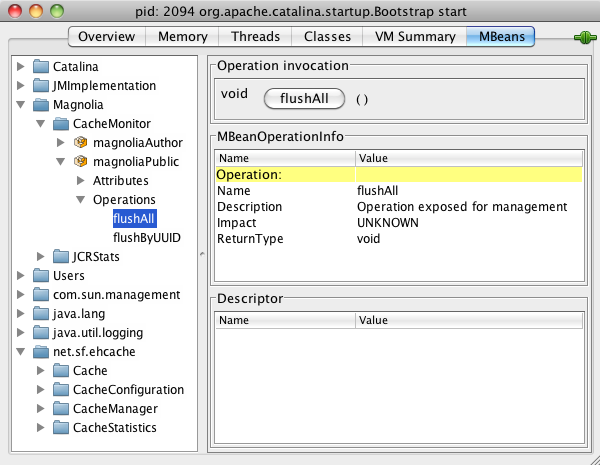 pid: 2094 org.apache.catalina.startup.Bootstrap start
Overview Memory Threads Classes VM Summary MBeans
Catalina
JMImplementation
Magnolia
CacheMonitor
magnoliaAuthor
magnoliaPublic
Attributes
Operations
flushAll
flushByUUID
JCRStats
Users
com.sun.management
java.lang
java.util.logging
net.sf.ehcache
Cache
CacheConfiguration
CacheManager
CacheStatistics
Operation invocation
void flushAll ( )
MBeanOperationInfo
Name Value
Operation:
Name flushAll
Description Operation exposed for management
Impact UNKNOWN
ReturnType void
Descriptor
Name Value